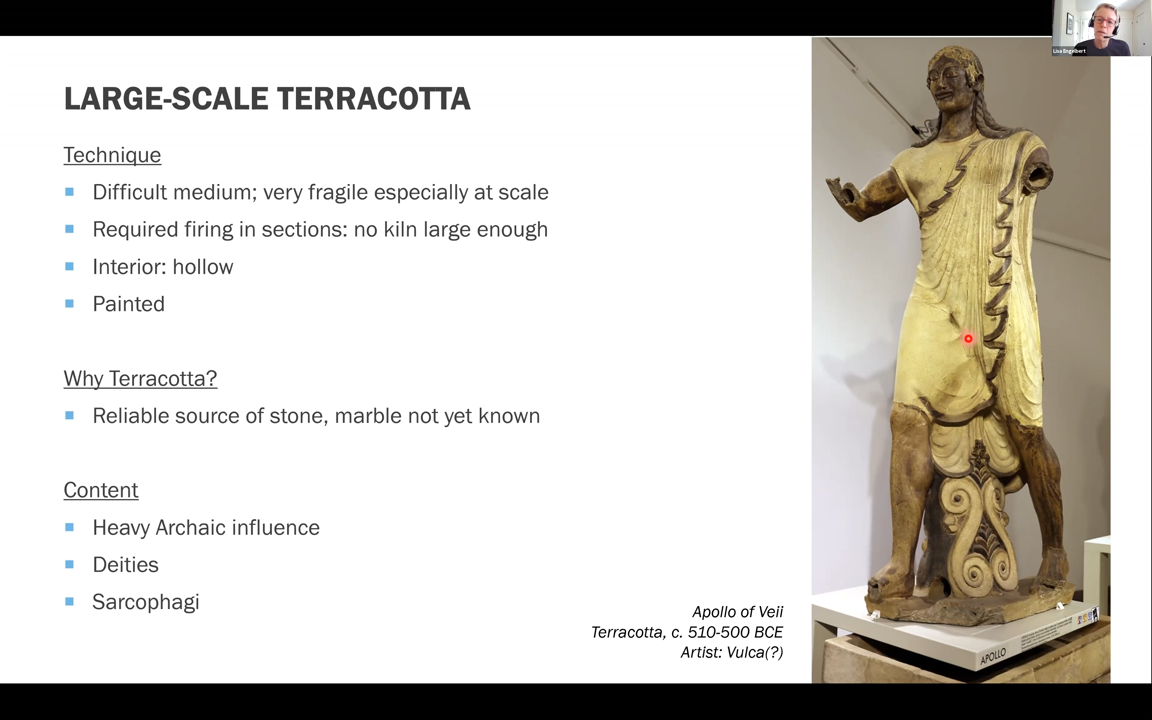 Lisa Engelbert
LARGE-SCALE TERRACOTTA
Technique
Difficult medium; very fragile especially at scale
Required firing in sections: no kiln large enough
Interior: hollow
Painted
Why Terracotta?
Reliable source of stone, marble not yet known
Content
Heavy Archaic influence
Deities
Sarcophagi
Apollo of Veii
Terracotta, c. 510-500 BCE
Artist: Vulca(?)
APOLLO